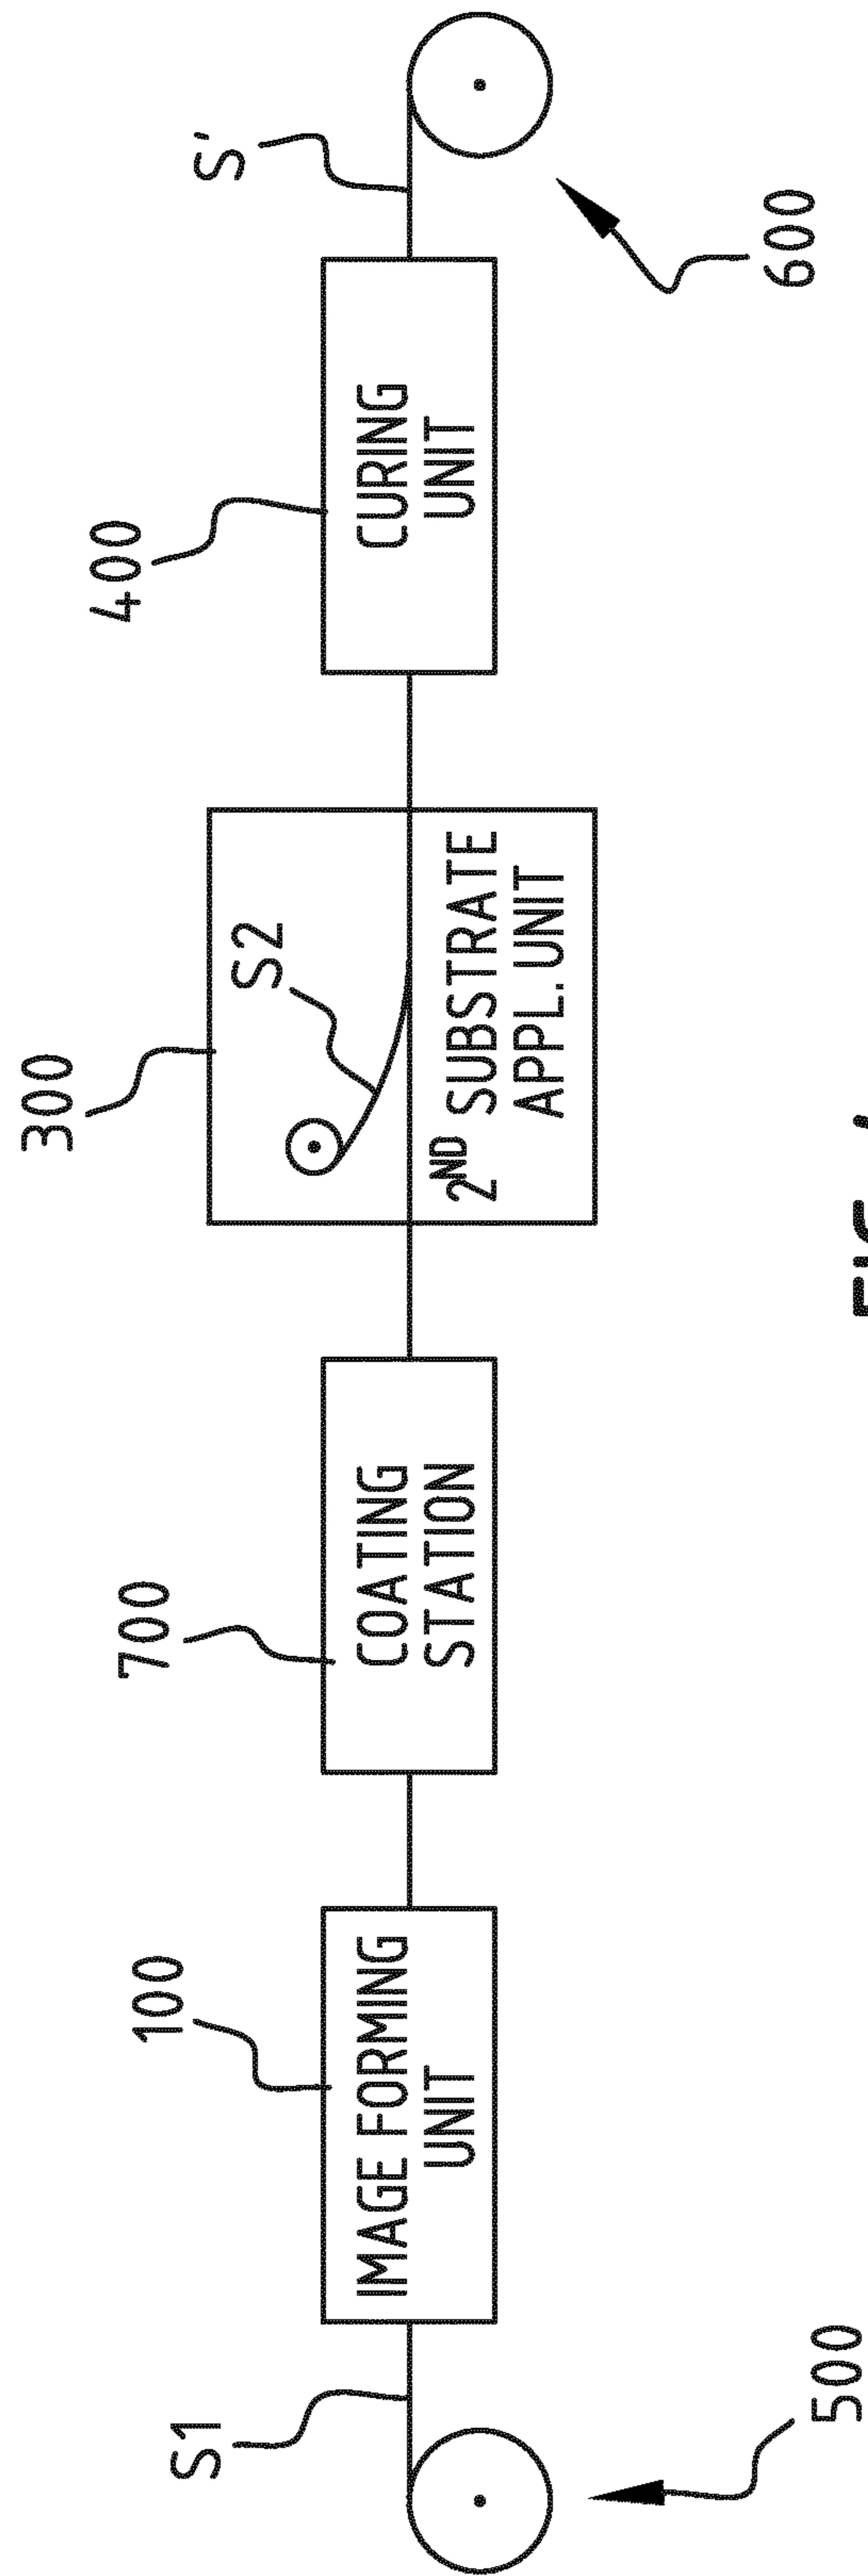 S1
500
100
IMAGE FORMING
UNIT
700
COATING
STATION
300
S2
2ND SUBSTRATE
APPL. UNIT
400
CURING
UNIT
S'
600